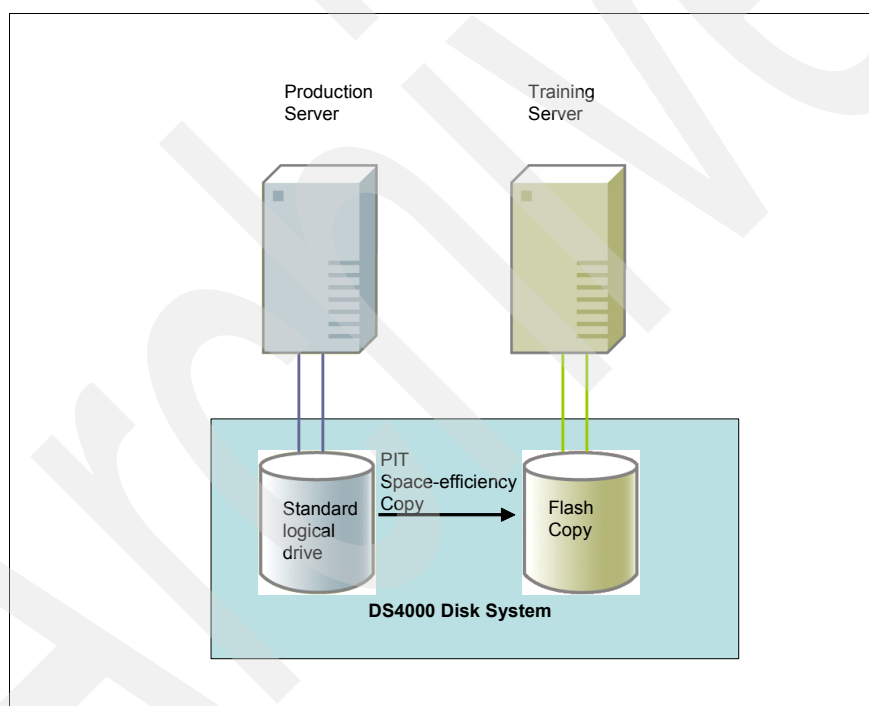 Production
Server
Training
Server
PIT
Space-efficiency
Copy
Standard
logical
drive
Flash
Copy
DS4000 Disk System